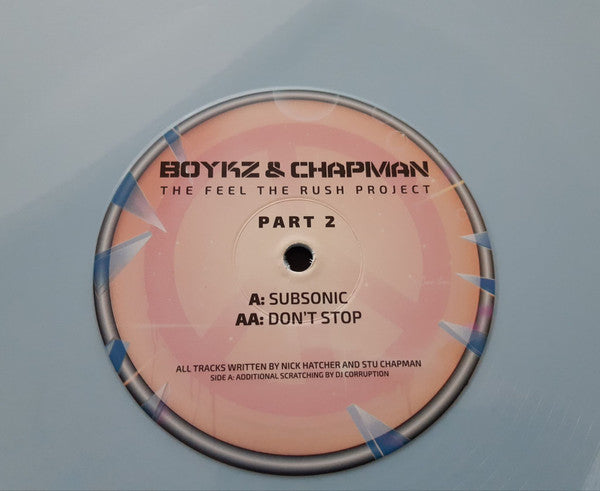 BOYKZ & CHAPMAN
THE FEEL THE RUSH PROJECT
PART 2
A: SUBSONIC
AA: DON'T STOP
ALL TRACKS WRITTEN BY NICK HATCHER AND STU CHAPMAN
SIDE A: ADDITIONAL SCRATCHING BY DJ CORRUPTION